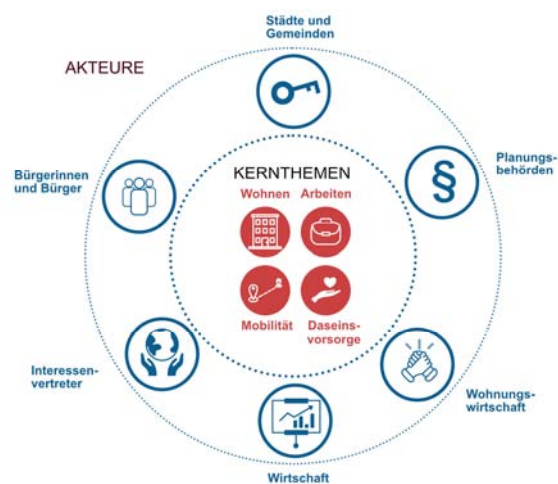 Städte und
Gemeinden
AKTEURE
Planungs-
behörden
§
Bürgerinnen
und Bürger
KERNTHEMEN
Wohnen Arbeiten
Mobilität Daseins-
vorsorge
Interessen-
vertreter
Wohnungs-
wirtschaft
Wirtschaft